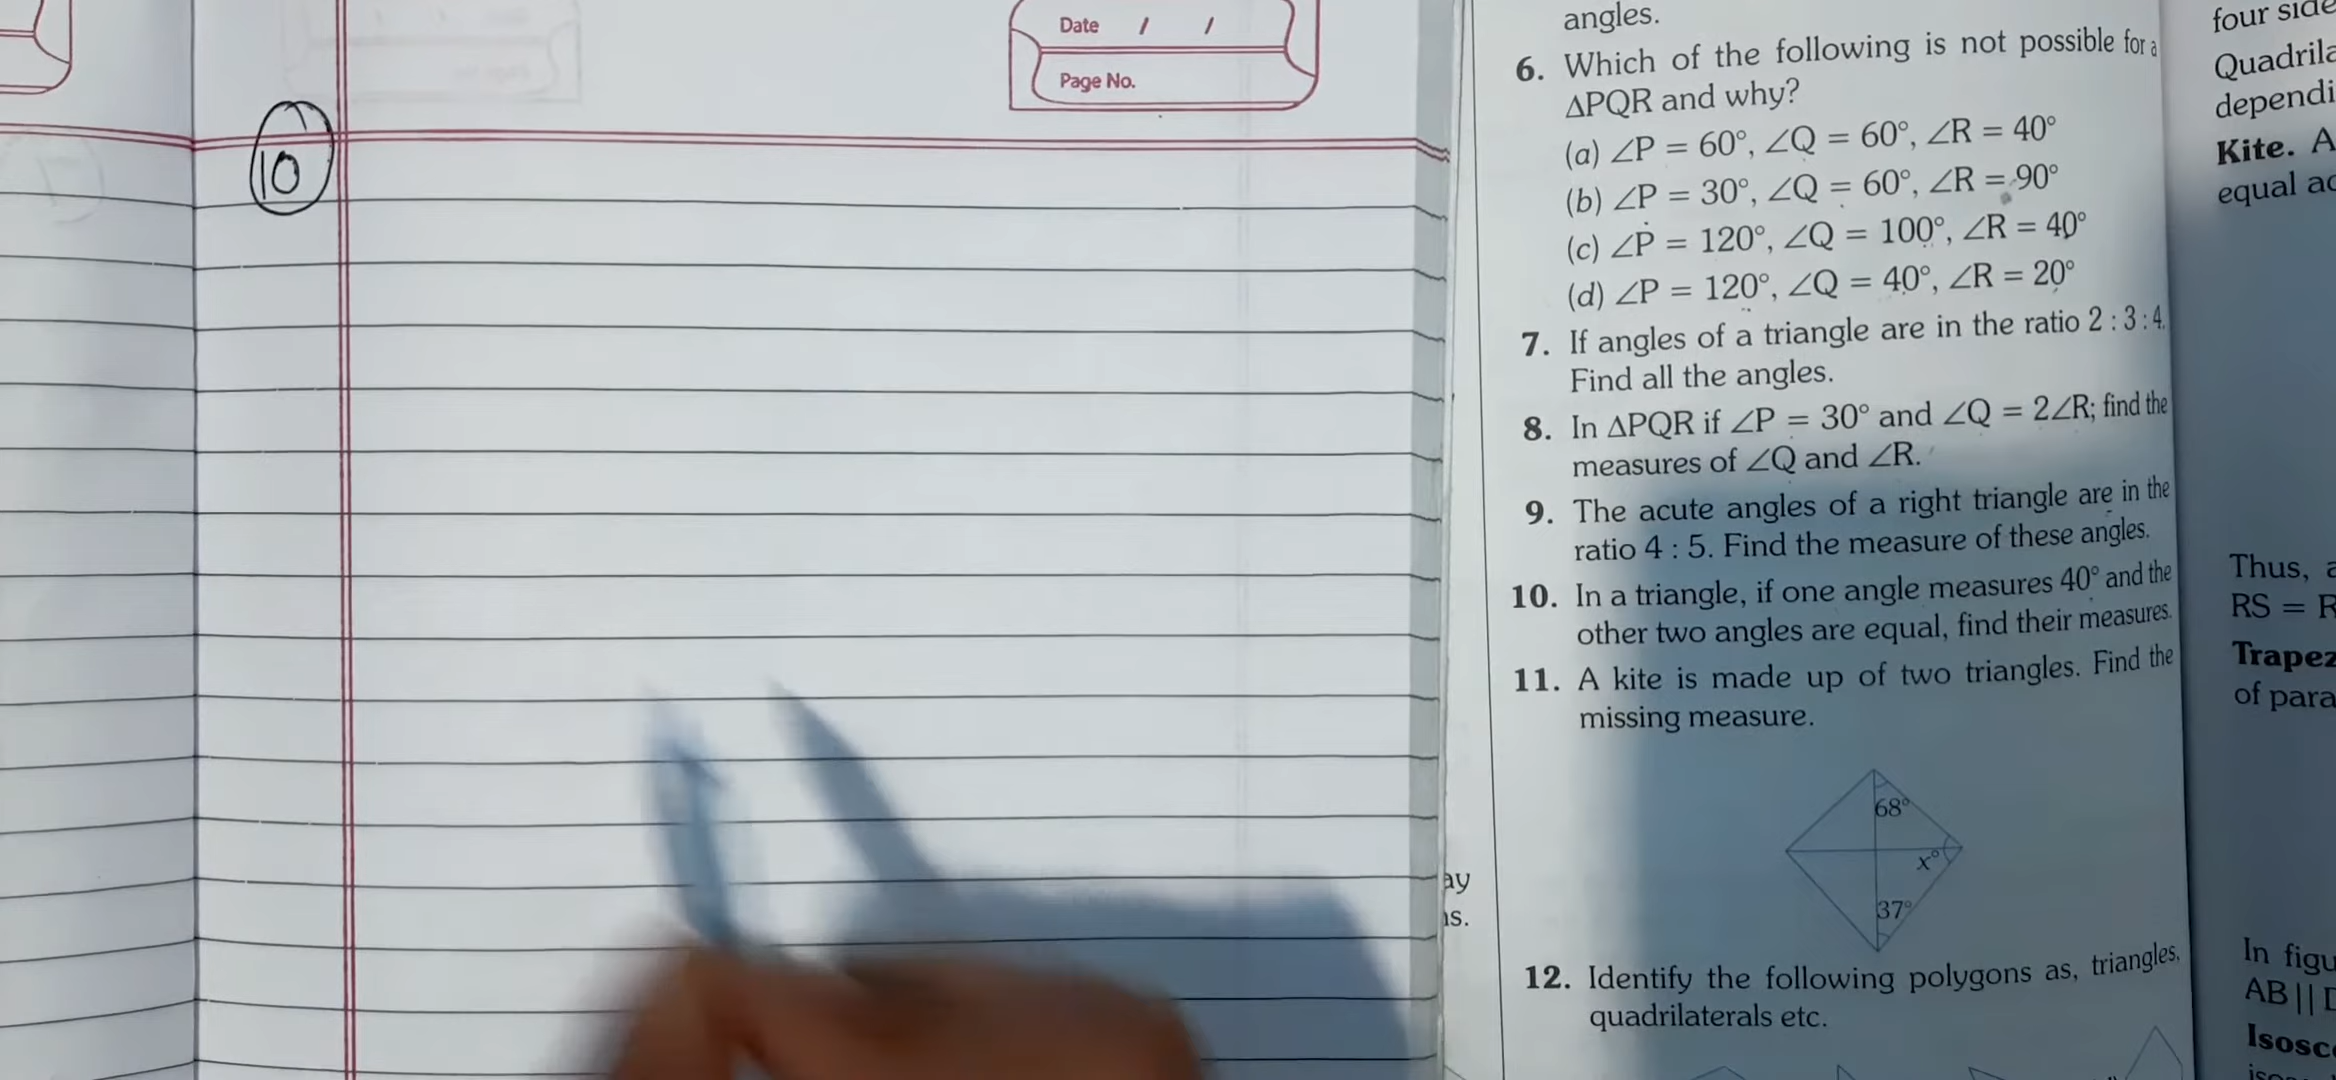 Date / /
Page No.
10
ay
s.
angles.
6. Which of the following is not possible for a
ΔPQR and why?
(a) ∠P = 60°, ∠Q = 60°, ∠R = 40°
(b) ∠P = 30°, ∠Q = 60°, ∠R = 90°
(c) ∠P = 120°, ∠Q = 100°, ∠R = 40°
(d) ∠P = 120°, ∠Q = 40°, ∠R = 20°
7. If angles of a triangle are in the ratio 2 : 3 : 4.
Find all the angles.
8. In ΔPQR if ∠P = 30° and ∠Q = 2∠R; find the
measures of ∠Q and ∠R.
9. The acute angles of a right triangle are in the
ratio 4 : 5. Find the measure of these angles.
10. In a triangle, if one angle measures 40° and the
other two angles are equal, find their measures.
11. A kite is made up of two triangles. Find the
missing measure.
68°
x°
37°
12. Identify the following polygons as, triangles,
quadrilaterals etc.
four side
Quadrila
dependi
Kite. A
equal ad
Thus, a
RS =
Trapez
of para
In figu
AB ||
Isosce